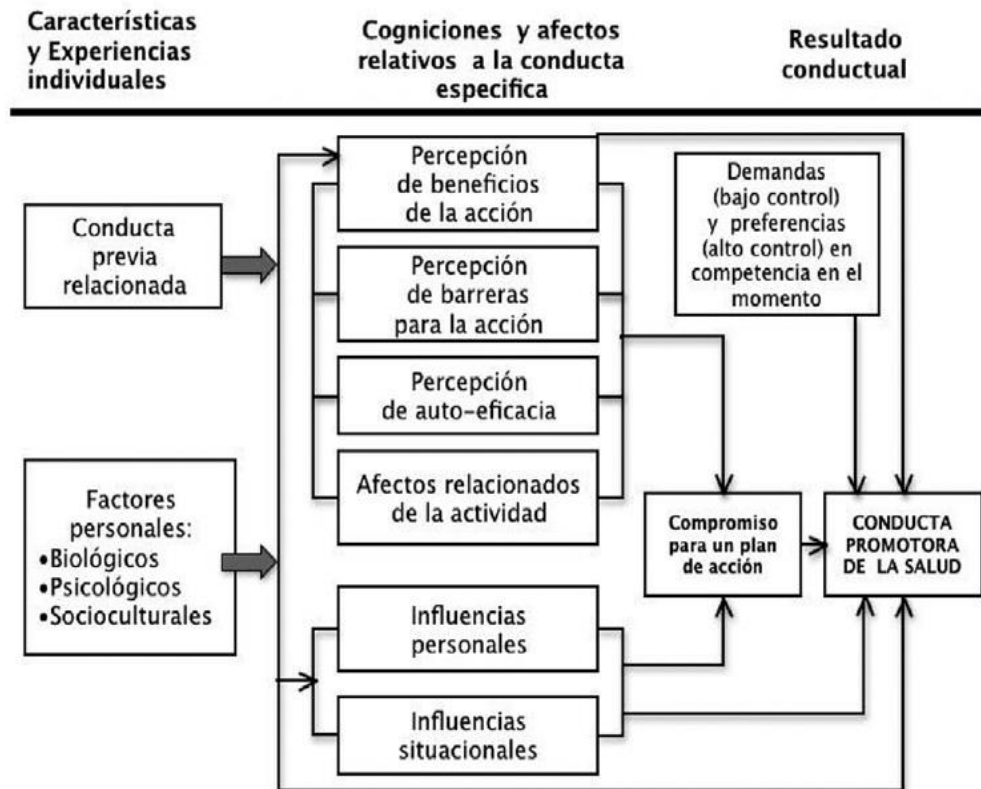 Características
y Experiencias
individuales
Cogniciones y afectos
relativos a la conducta
especifica
Resultado
conductual
Conducta
previa
relacionada
Factores
personales:
•Biológicos
•Psicológicos
•Socioculturales
Percepción
de beneficios
de la acción
Percepción
de barreras
para la acción
Percepción
de auto-eficacia
Afectos relacionados
de la actividad
Influencias
personales
Influencias
situacionales
Demandas
(bajo control)
y preferencias
(alto control) en
competencia en el
momento
Compromiso
para un plan
de acción
CONDUCTA
PROMOTORA
DE LA SALUD